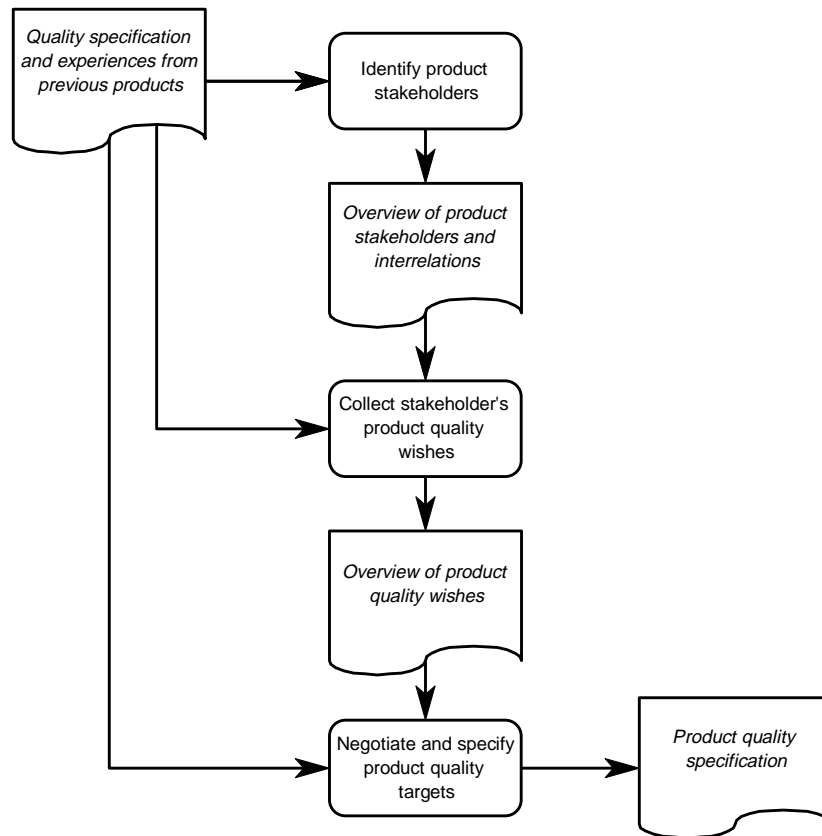 Quality specification
and experiences from
previous products
Identify product
stakeholders
Overview of product
stakeholders and
interrelations
Collect stakeholder's
product quality
wishes
Overview of product
quality wishes
Negotiate and specify
product quality
targets
Product quality
specification